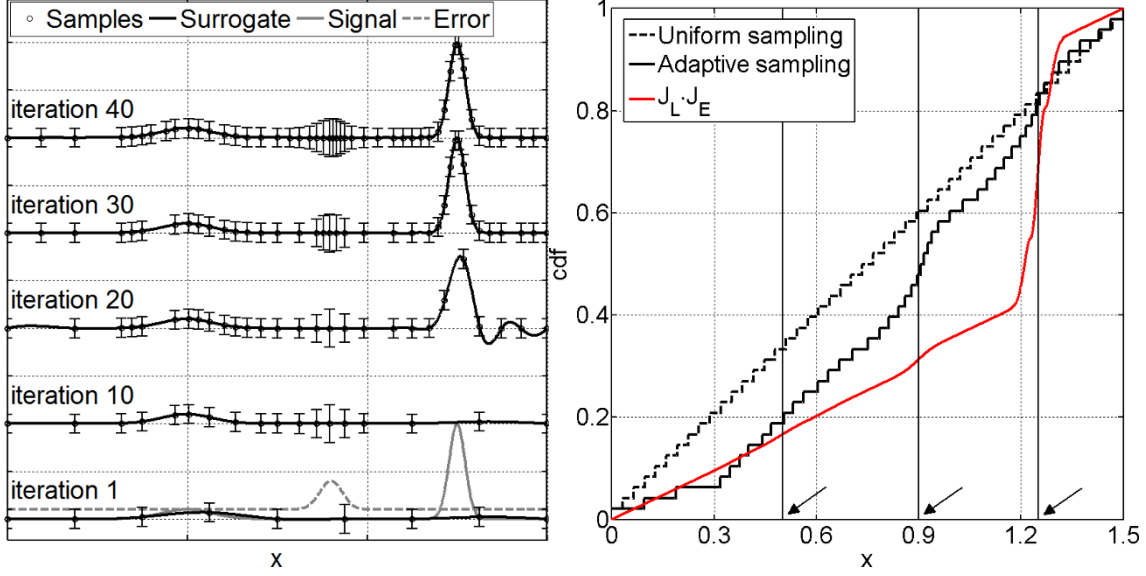 Samples Surrogate Signal Error
iteration 40
iteration 30
iteration 20
iteration 10
iteration 1
x
Uniform sampling
Adaptive sampling
J_L·J_E
cdf
1
0.8
0.6
0.4
0.2
0
0 0.3 0.6 0.9 1.2 1.5
x